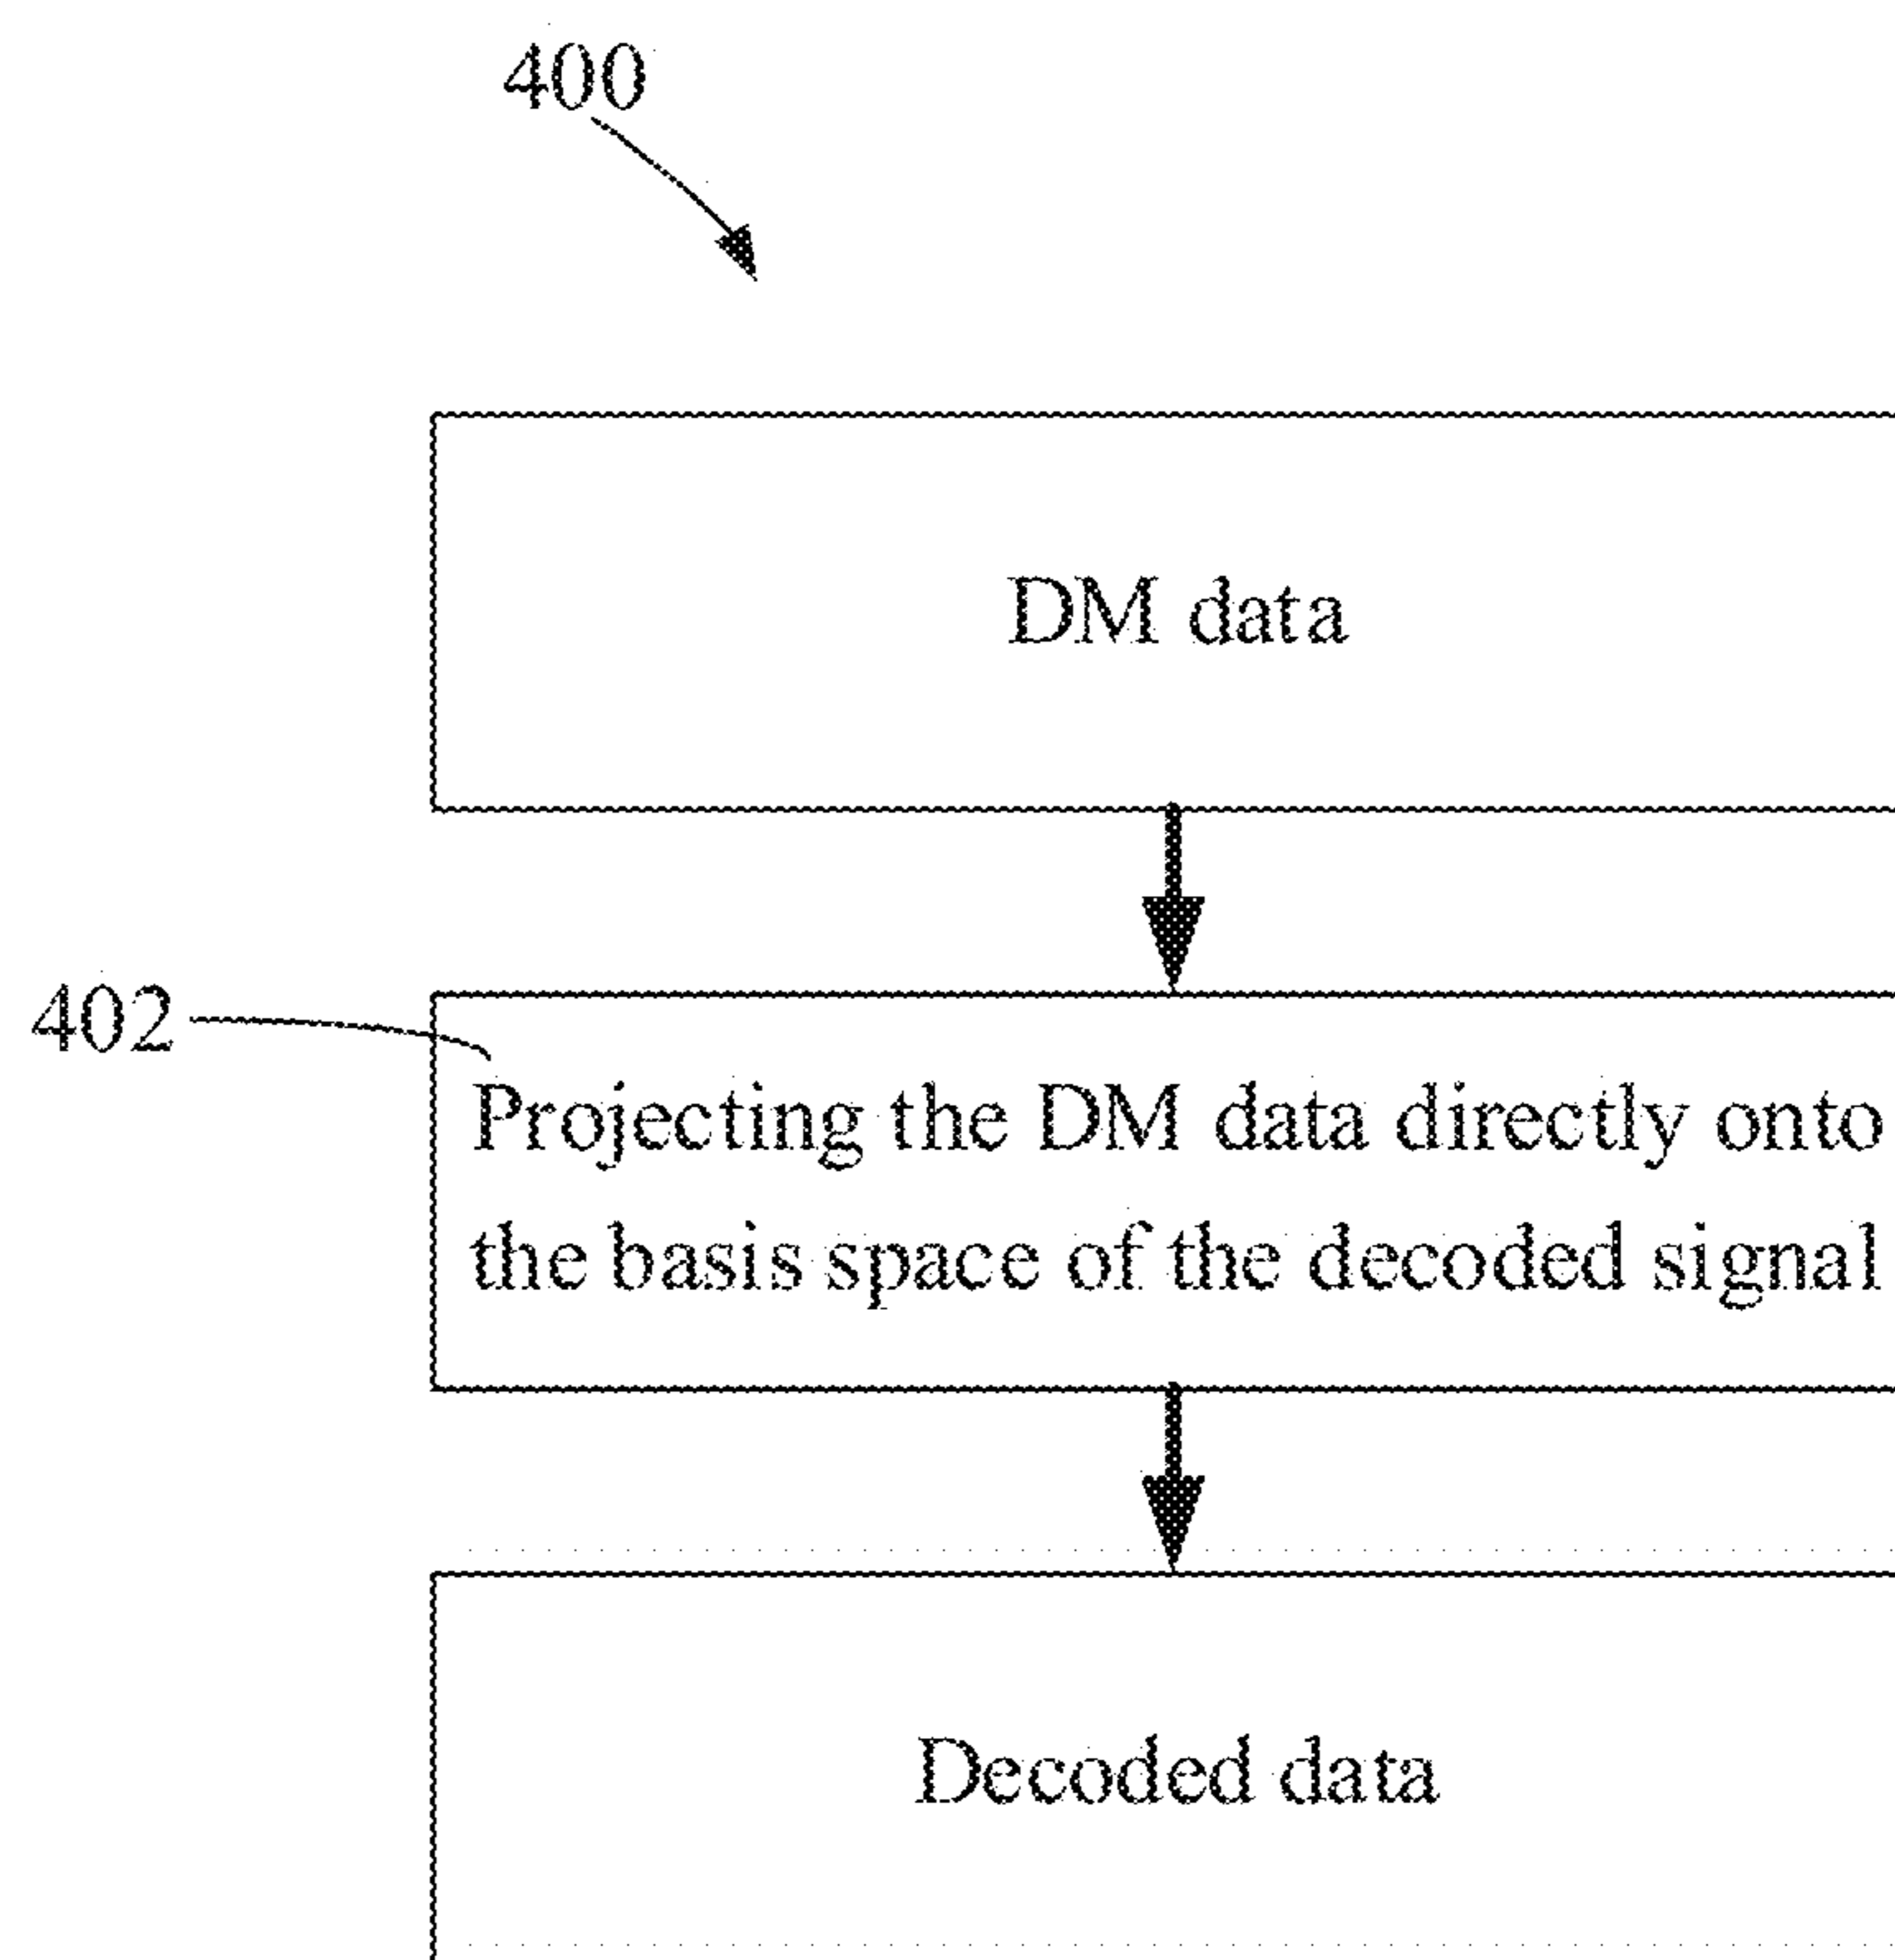 400
DM data
402
Projecting the DM data directly onto
the basis space of the decoded signal
Decoded data